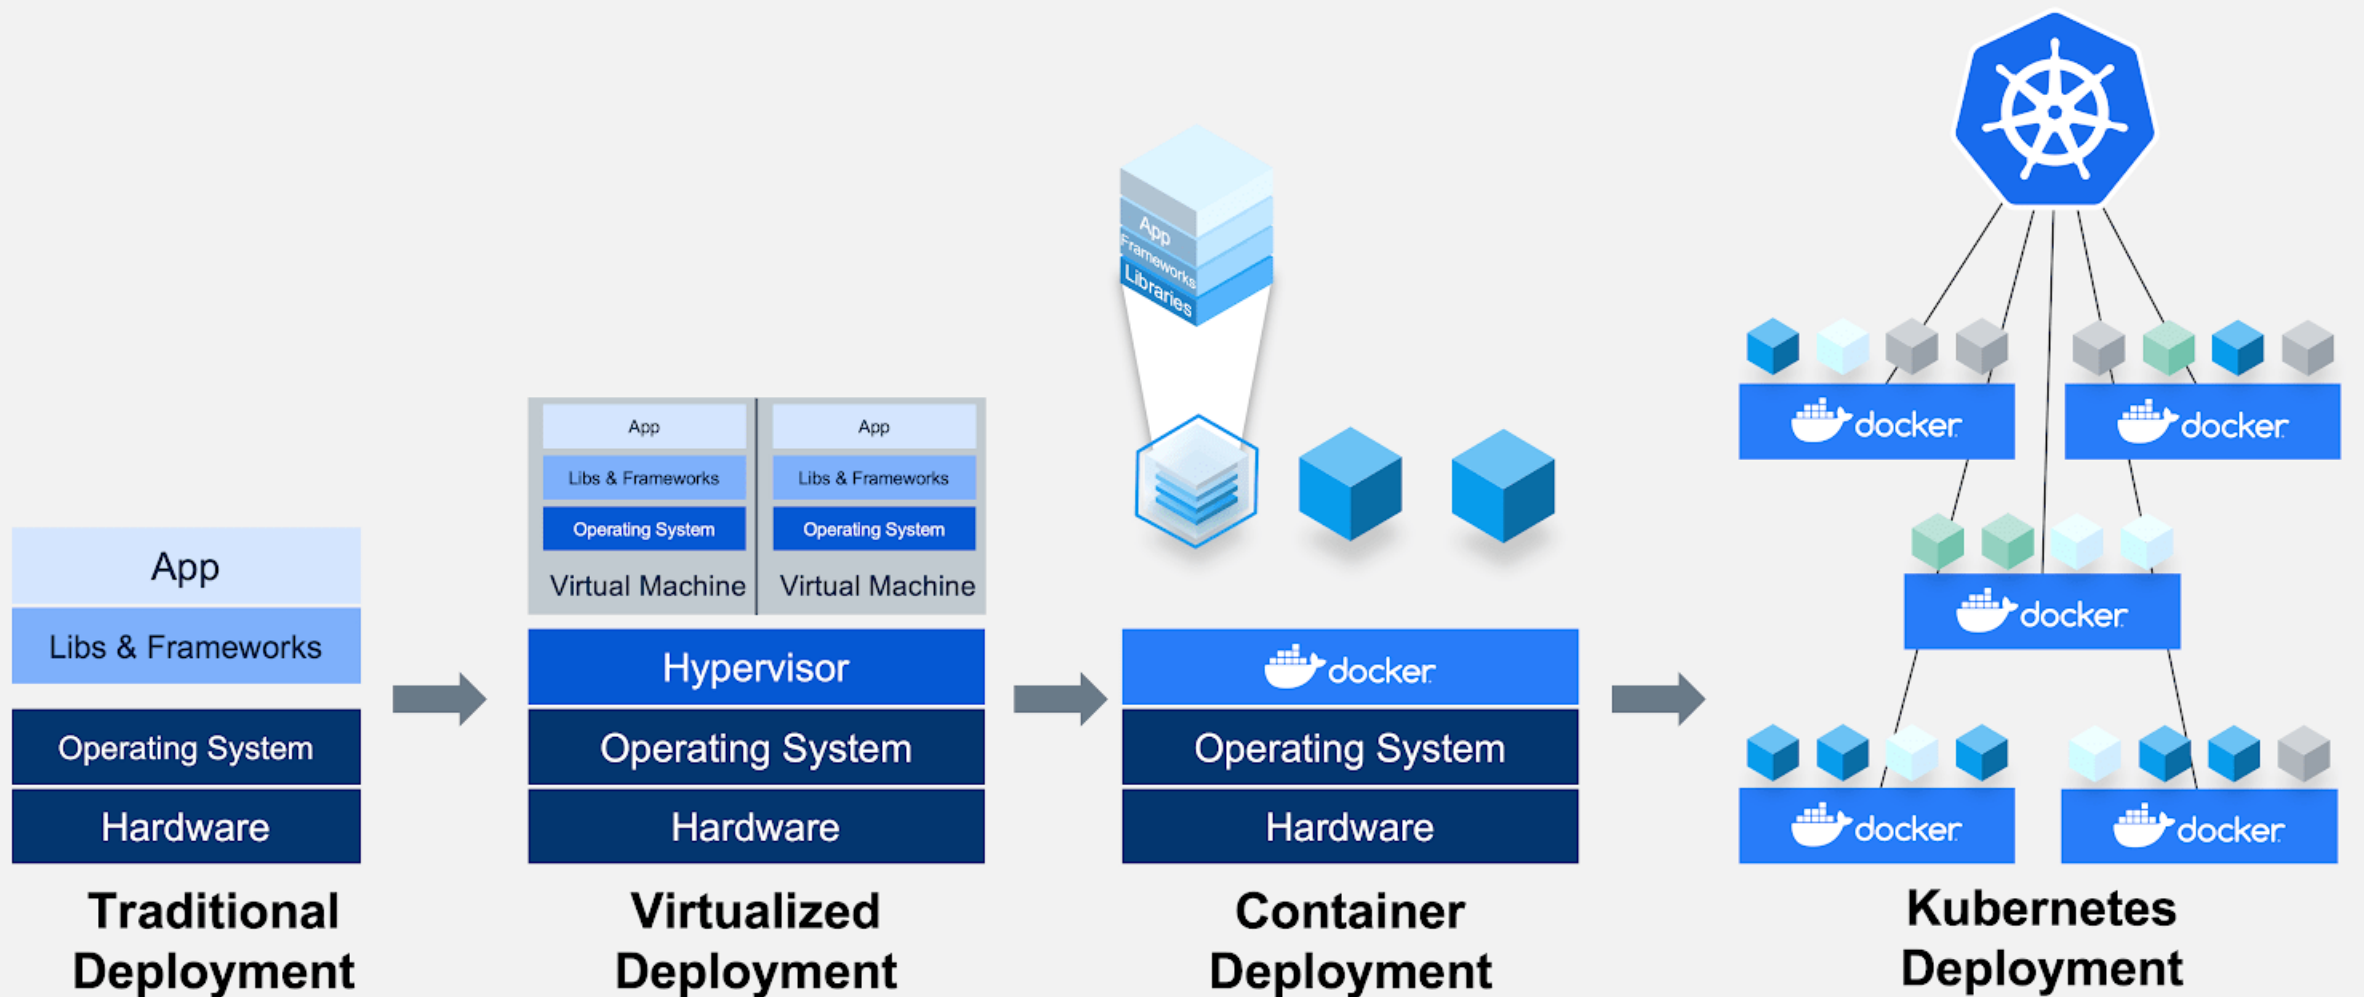 App
Libs & Frameworks
Operating System
Hardware
Traditional
Deployment
App
Libs & Frameworks
Operating System
Virtual Machine
App
Libs & Frameworks
Operating System
Virtual Machine
Hypervisor
Operating System
Hardware
Virtualized
Deployment
App
Frameworks
Libraries
docker
Operating System
Hardware
Container
Deployment
docker
docker
docker
docker
docker
Kubernetes
Deployment